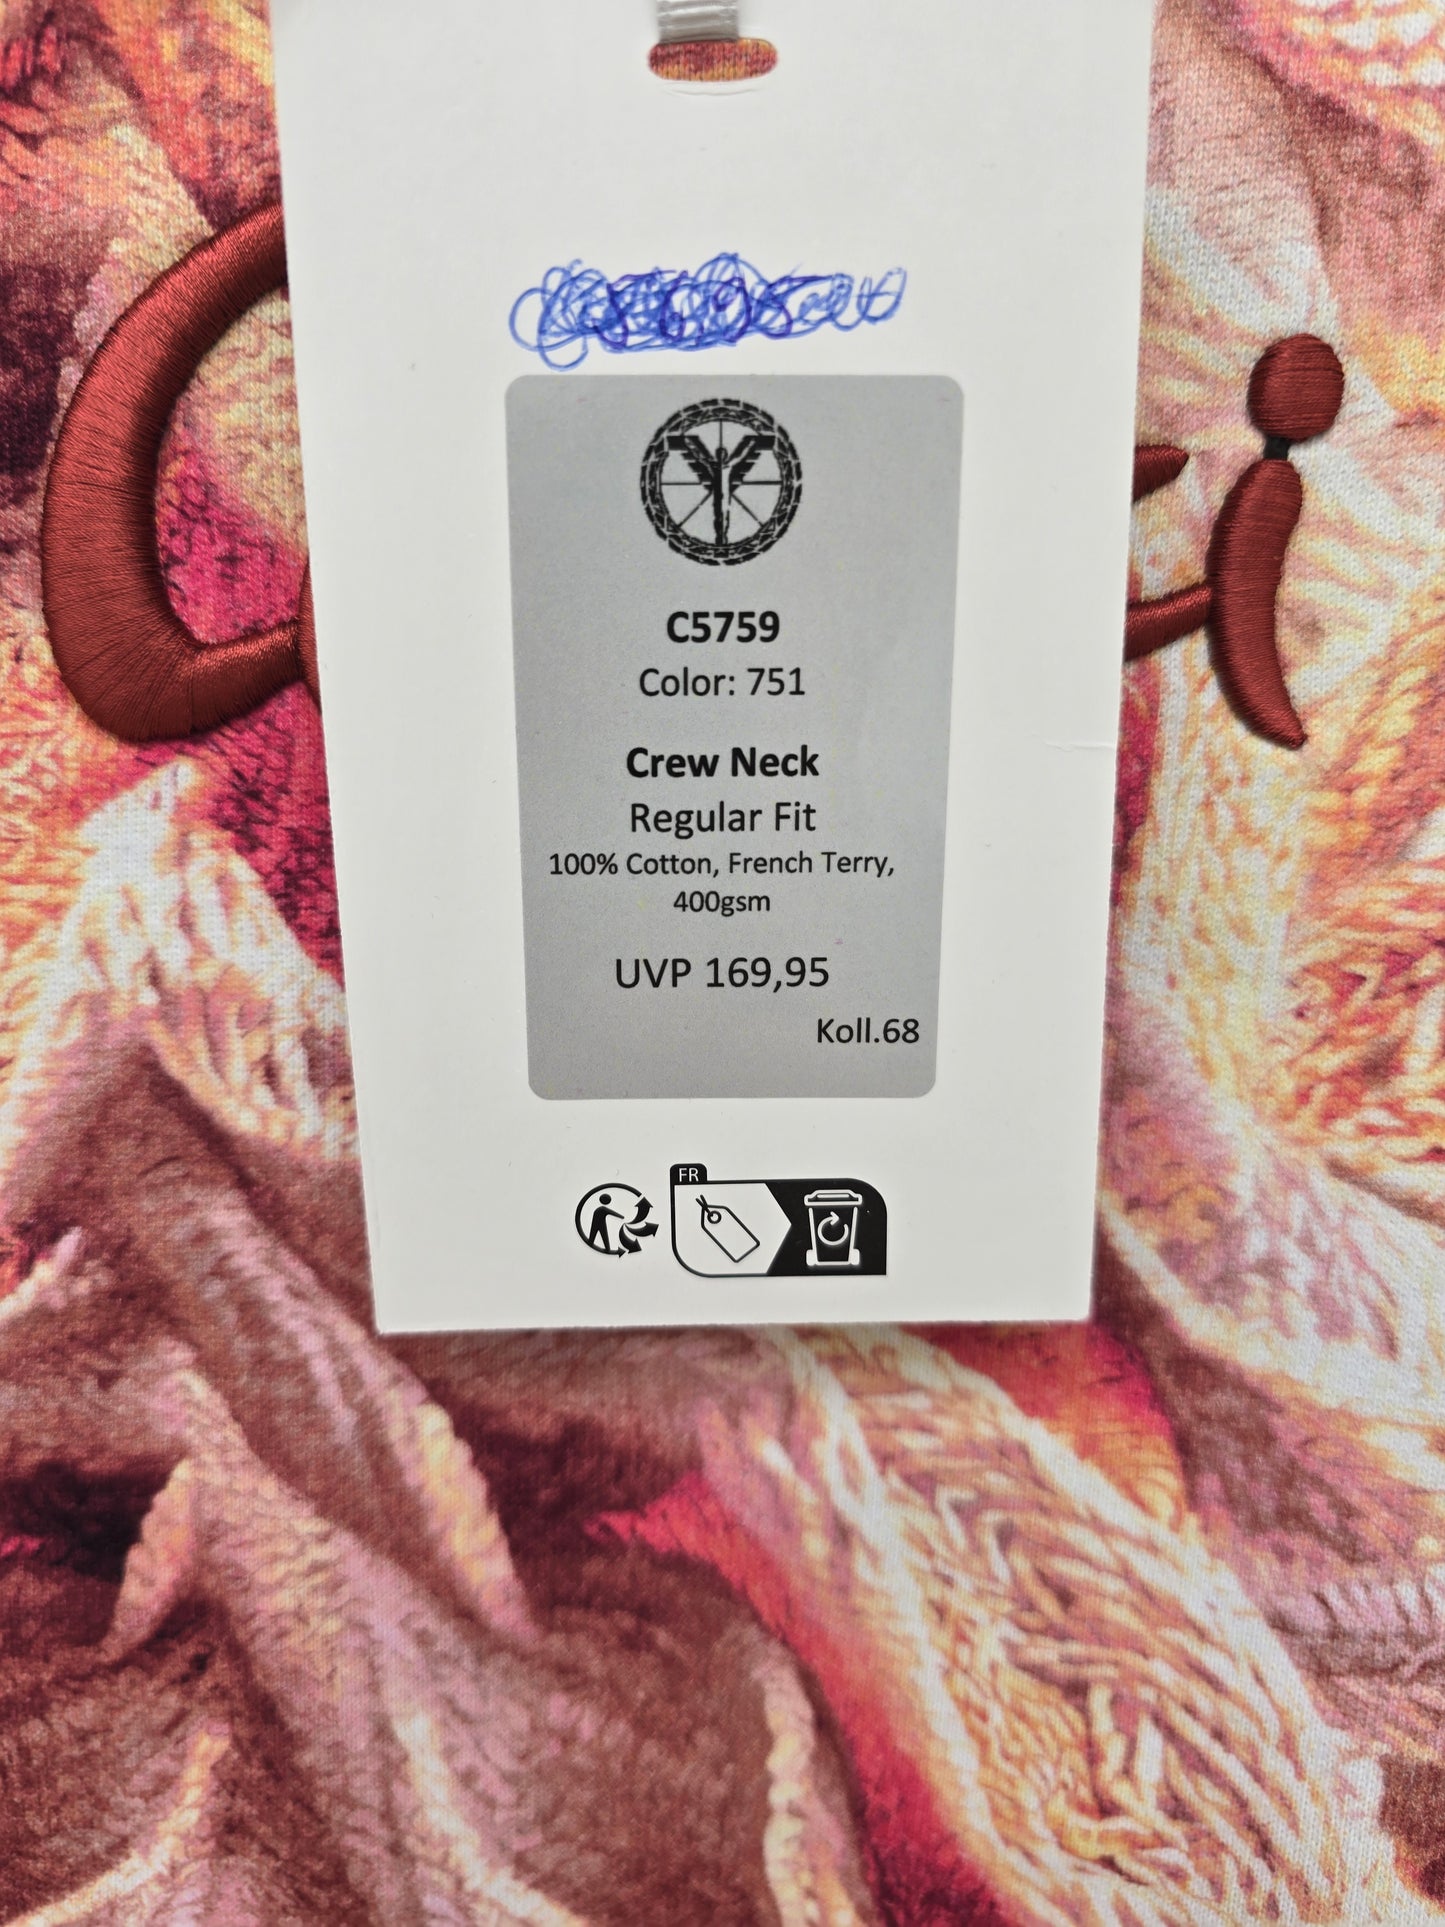 C5759
Color: 751
Crew Neck
Regular Fit
100% Cotton, French Terry,
400gsm
UVP 169,95
Koll.68
FR